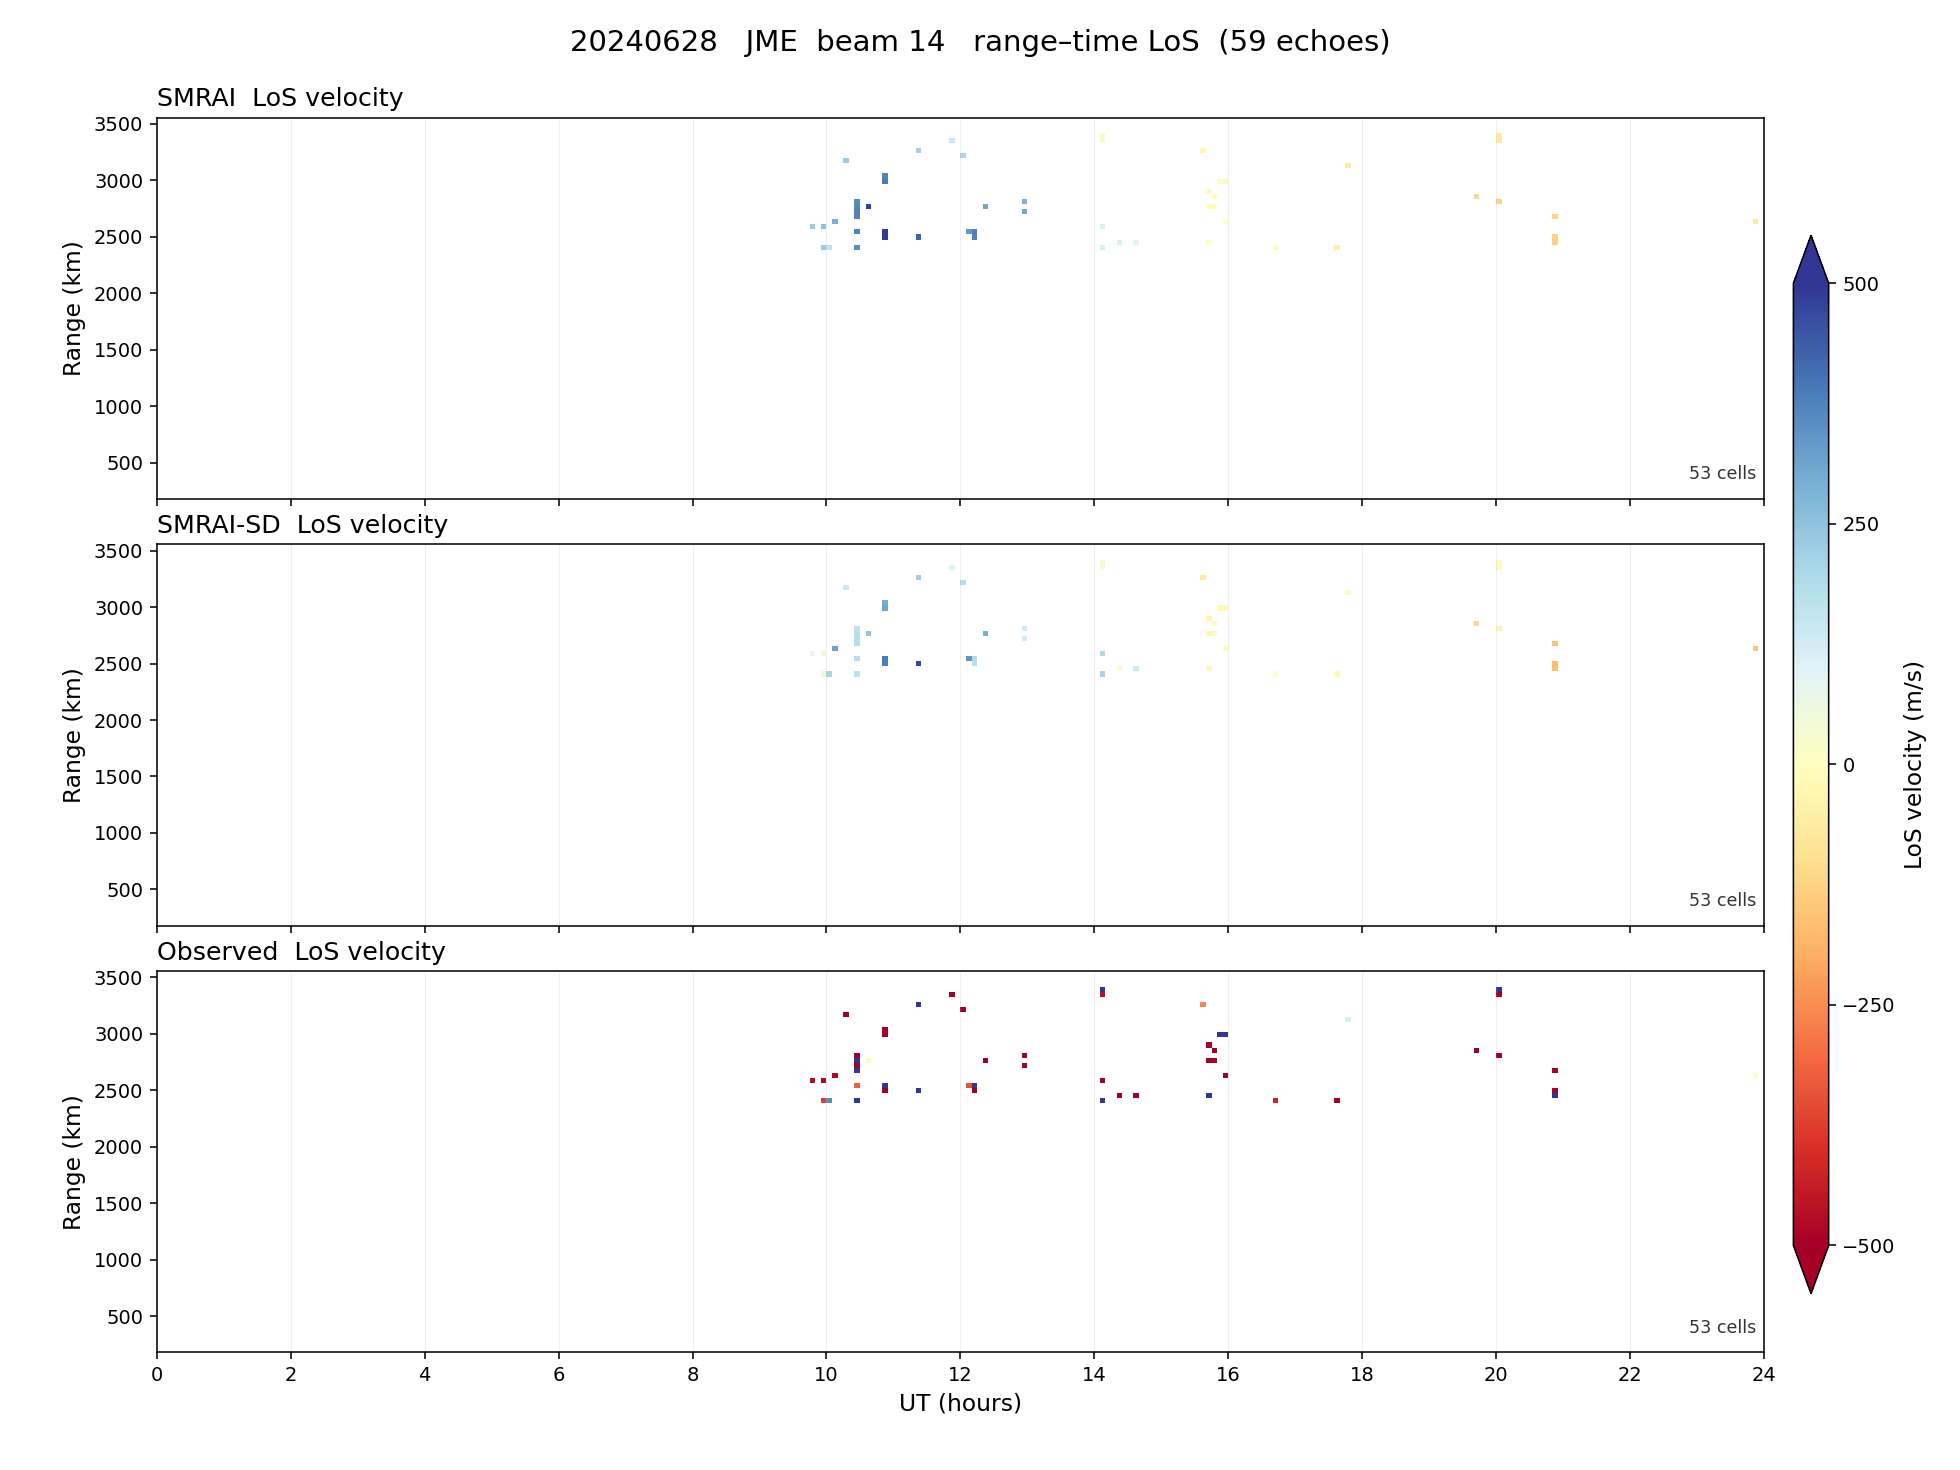 20240628   JME  beam 14   range–time LoS  (59 echoes)
SMRAI  LoS velocity
3500
3000
2500
2000
1500
1000
500
Range (km)
53 cells
SMRAI-SD  LoS velocity
3500
3000
2500
2000
1500
1000
500
Range (km)
53 cells
Observed  LoS velocity
3500
3000
2500
2000
1500
1000
500
Range (km)
53 cells
0 2 4 6 8 10 12 14 16 18 20 22 24
UT (hours)
500
250
0
−250
−500
LoS velocity (m/s)